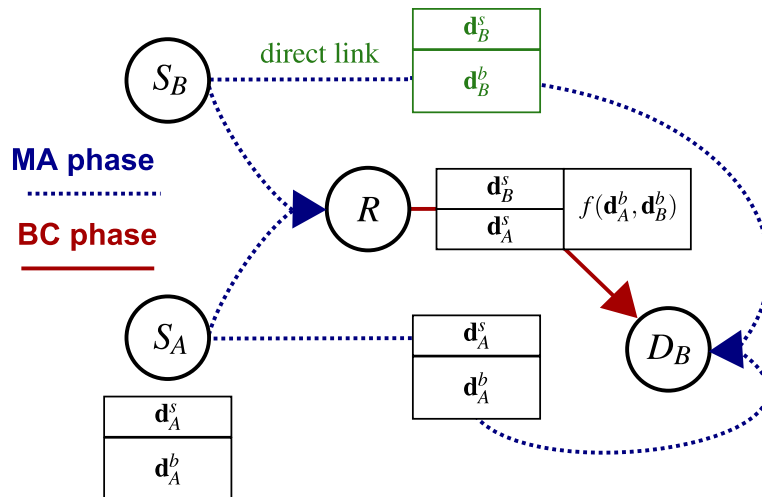 𝐝_B^s
direct link
𝐝_B^b
S_B
MA phase
R
𝐝_B^s
f(𝐝_A^b, 𝐝_B^b)
𝐝_A^s
BC phase
S_A
𝐝_A^s
D_B
𝐝_A^b
𝐝_A^s
𝐝_A^b